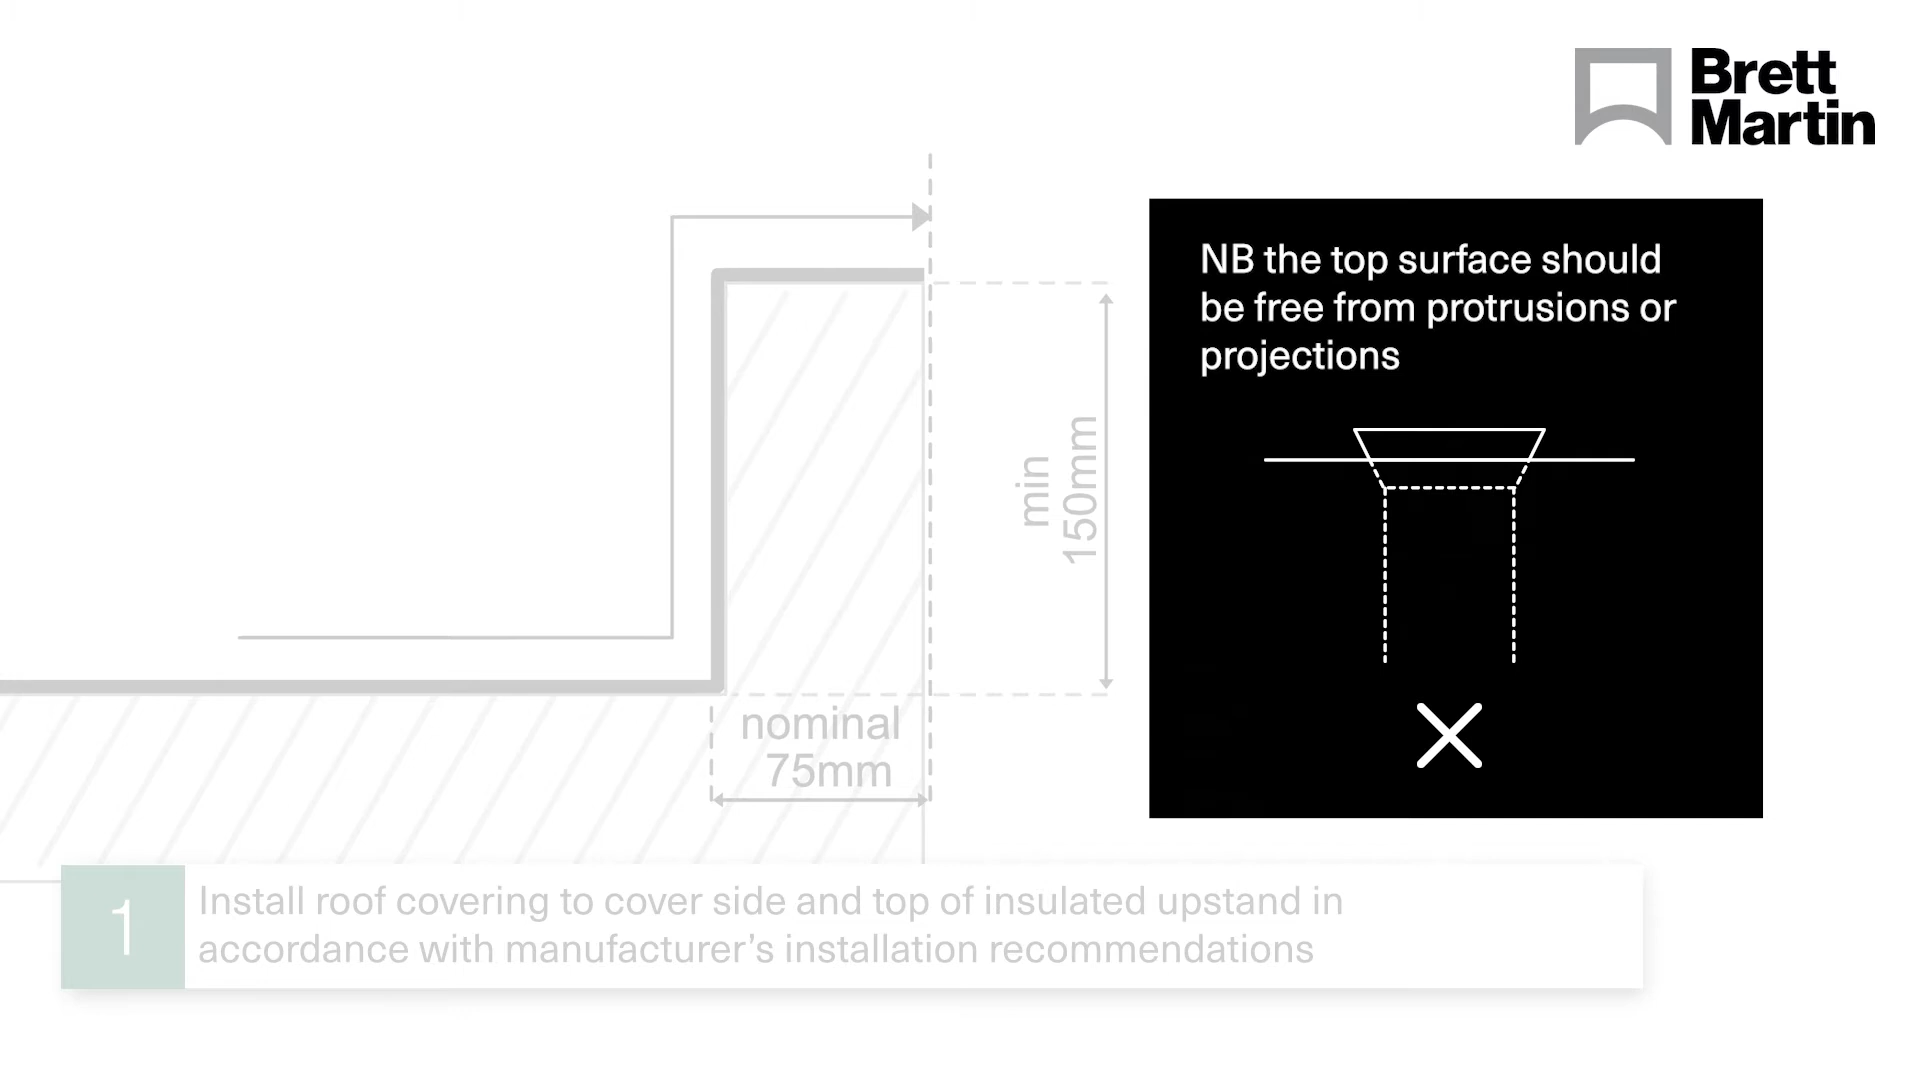 Brett
Martin
NB the top surface should
be free from protrusions or
projections
min
150mm
nominal
75mm
1
Install roof covering to cover side and top of insulated upstand in
accordance with manufacturer’s installation recommendations